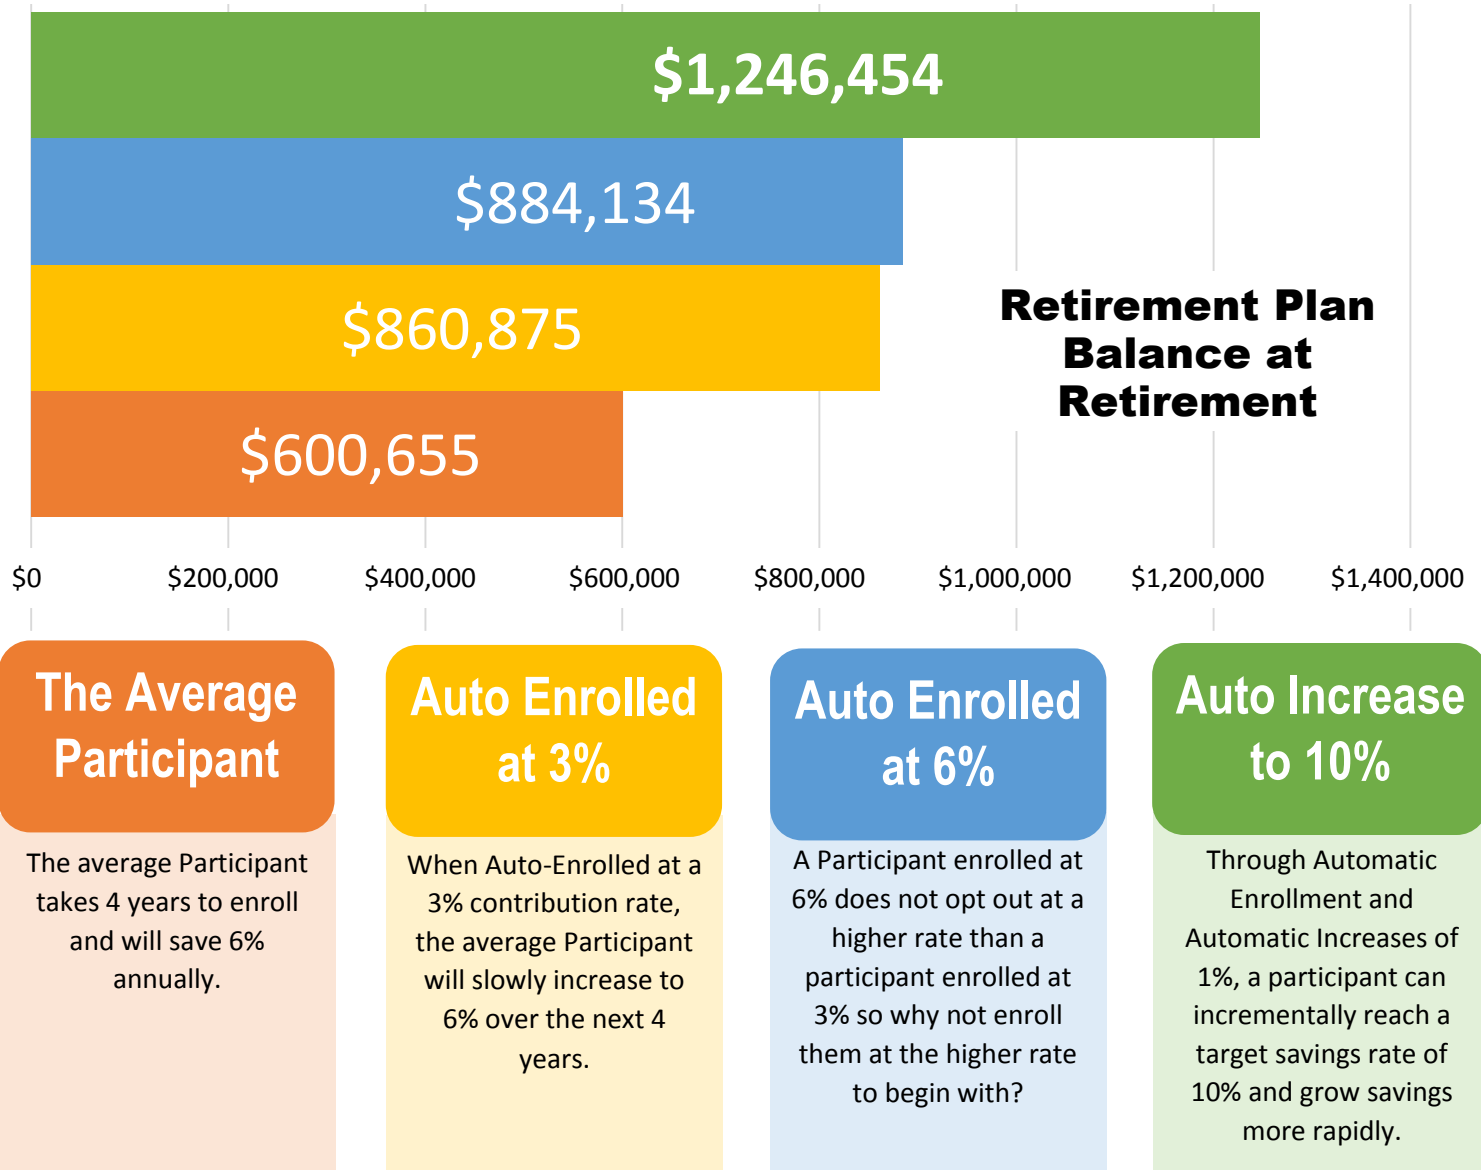 $1,246,454
$884,134
$860,875
$600,655
Retirement Plan
Balance at
Retirement
$0 $200,000 $400,000 $600,000 $800,000 $1,000,000 $1,200,000 $1,400,000
The Average
Participant
The average Participant
takes 4 years to enroll
and will save 6%
annually.
Auto Enrolled
at 3%
When Auto-Enrolled at a
3% contribution rate,
the average Participant
will slowly increase to
6% over the next 4
years.
Auto Enrolled
at 6%
A Participant enrolled at
6% does not opt out at a
higher rate than a
participant enrolled at
3% so why not enroll
them at the higher rate
to begin with?
Auto Increase
to 10%
Through Automatic
Enrollment and
Automatic Increases of
1%, a participant can
incrementally reach a
target savings rate of
10% and grow savings
more rapidly.